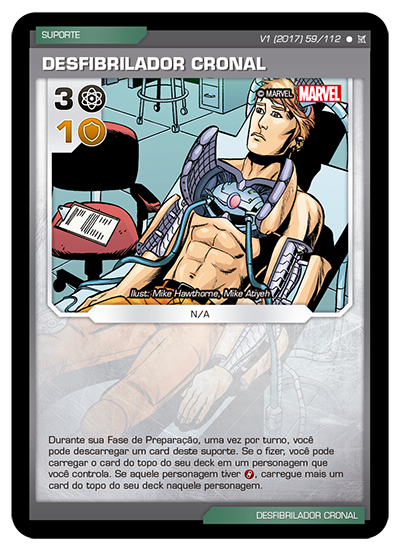 SUPORTE
V1 (2017) 59/112
DESFIBRILADOR CRONAL
3
© MARVEL
MARVEL
10
Ilust: Mike Hawthorne, Mike Atiyeh
N/A
Durante sua Fase de Preparação, uma vez por turno, você
pode descarregar um card deste suporte. Se o fizer, você pode
carregar o card do topo do seu deck em um personagem que
você controla. Se aquele personagem tiver , carregue mais um
card do topo do seu deck naquele personagem.
DESFIBRILADOR CRONAL